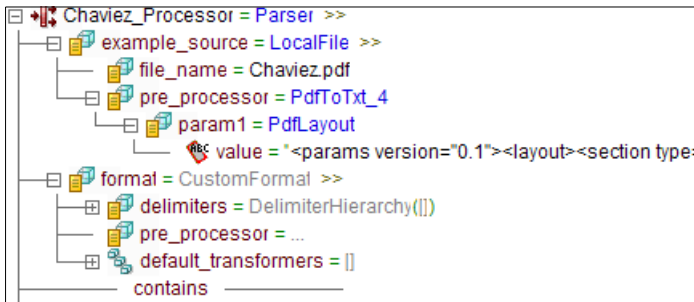 Chaviez_Processor = Parser >>
example_source = LocalFile >>
file_name = Chaviez.pdf
pre_processor = PdfToTxt_4
param1 = PdfLayout
ABC value = "<params version="0.1"><layout><section type>
format = CustomFormat >>
delimiters = DelimiterHierarchy([])
pre_processor = ...
default_transformers = []
contains